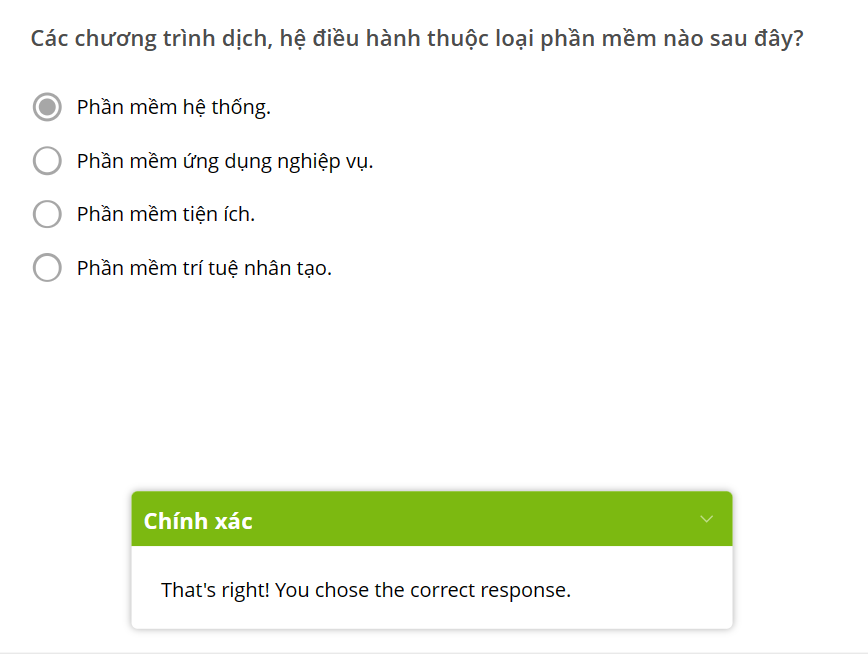 Các chương trình dịch, hệ điều hành thuộc loại phần mềm nào sau đây?
Phần mềm hệ thống.
Phần mềm ứng dụng nghiệp vụ.
Phần mềm tiện ích.
Phần mềm trí tuệ nhân tạo.
Chính xác
That's right! You chose the correct response.